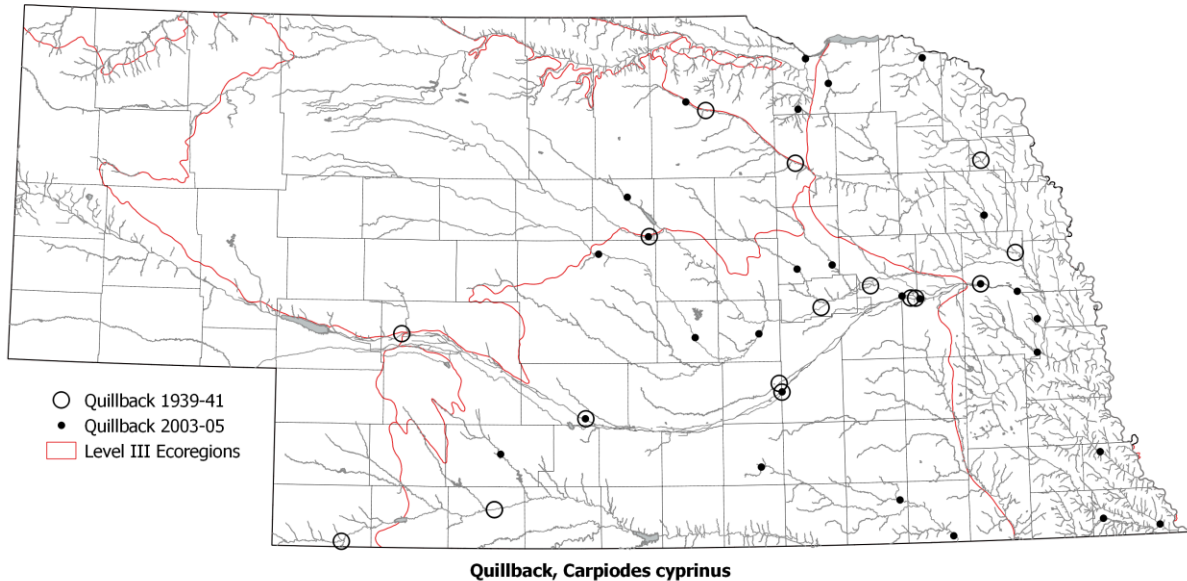 Quillback 1939-41
Quillback 2003-05
Level III Ecoregions
Quillback, Carpiodes cyprinus